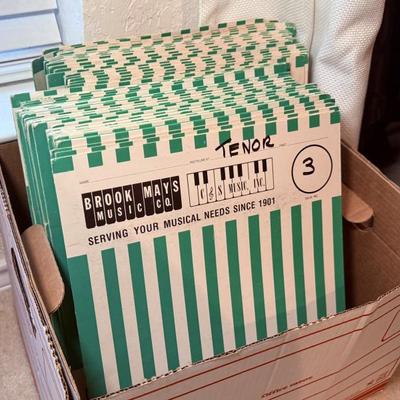 TENOR
BROOK MAYS
MUSIC CO.
C & S MUSIC, INC.
3
SERVING YOUR MUSICAL NEEDS SINCE 1901